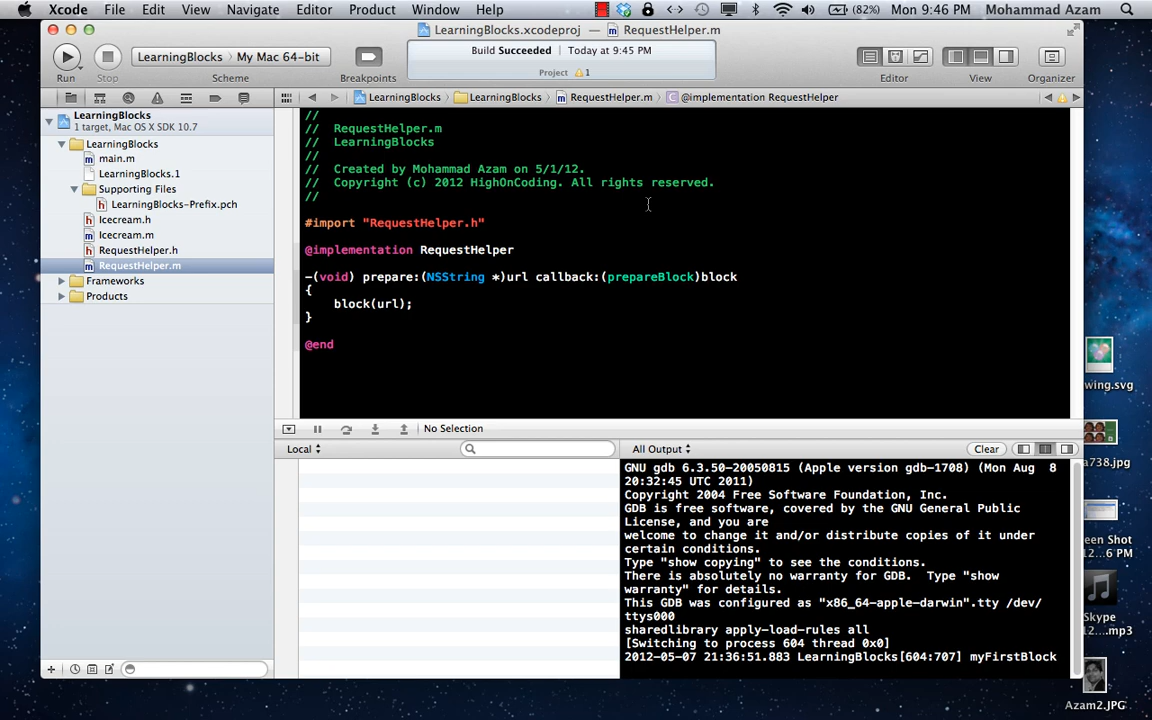 Xcode File Edit View Navigate Editor Product Window Help (82%) Mon 9:46 PM Mohammad Azam
LearningBlocks.xcodeproj — RequestHelper.m
LearningBlocks My Mac 64-bit
Build Succeeded Today at 9:45 PM
Project 1
Run Stop Scheme Breakpoints Editor View Organizer
LearningBlocks LearningBlocks RequestHelper.m @implementation RequestHelper
LearningBlocks
1 target, Mac OS X SDK 10.7
LearningBlocks
main.m
LearningBlocks.1
Supporting Files
LearningBlocks-Prefix.pch
Icecream.h
Icecream.m
RequestHelper.h
RequestHelper.m
Frameworks
Products
//
// RequestHelper.m
// LearningBlocks
//
// Created by Mohammad Azam on 5/1/12.
// Copyright (c) 2012 HighOnCoding. All rights reserved.
//
#import "RequestHelper.h"
@implementation RequestHelper
-(void) prepare:(NSString *)url callback:(prepareBlock)block
{
block(url);
}
@end
No Selection
Local
All Output Clear
GNU gdb 6.3.50-20050815 (Apple version gdb-1708) (Mon Aug 8
20:32:45 UTC 2011)
Copyright 2004 Free Software Foundation, Inc.
GDB is free software, covered by the GNU General Public
License, and you are
welcome to change it and/or distribute copies of it under
certain conditions.
Type "show copying" to see the conditions.
There is absolutely no warranty for GDB. Type "show
warranty" for details.
This GDB was configured as "x86_64-apple-darwin".tty /dev/
ttys000
sharedlibrary apply-load-rules all
[Switching to process 604 thread 0x0]
2012-05-07 21:36:51.883 LearningBlocks[604:707] myFirstBlock
wing.svg
a738.jpg
een Shot
12...6 PM
Skype
12....mp3
Azam2.JPG